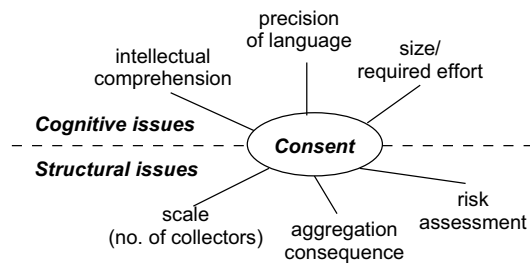 precision
of language
intellectual
comprehension
size/
required effort
Cognitive issues
Consent
Structural issues
scale
(no. of collectors)
aggregation
consequence
risk
assessment